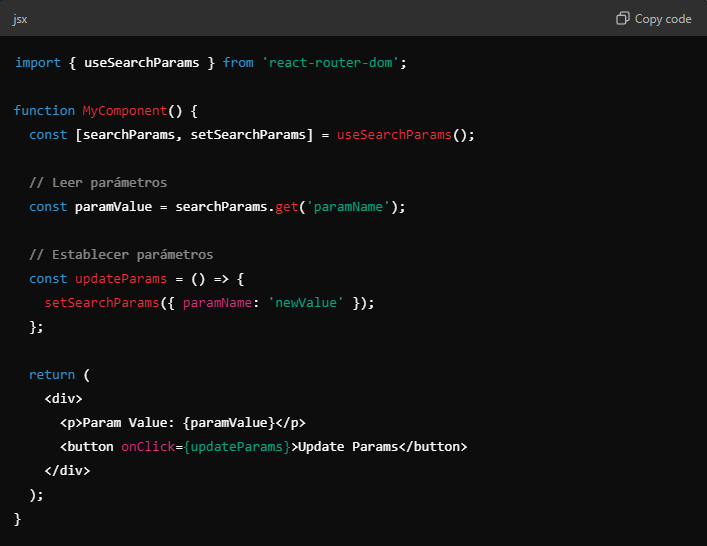 jsx
Copy code
import { useSearchParams } from 'react-router-dom';
function MyComponent() {
  const [searchParams, setSearchParams] = useSearchParams();
  // Leer parámetros
  const paramValue = searchParams.get('paramName');
  // Establecer parámetros
  const updateParams = () => {
    setSearchParams({ paramName: 'newValue' });
  };
  return (
    <div>
      <p>Param Value: {paramValue}</p>
      <button onClick={updateParams}>Update Params</button>
    </div>
  );
}